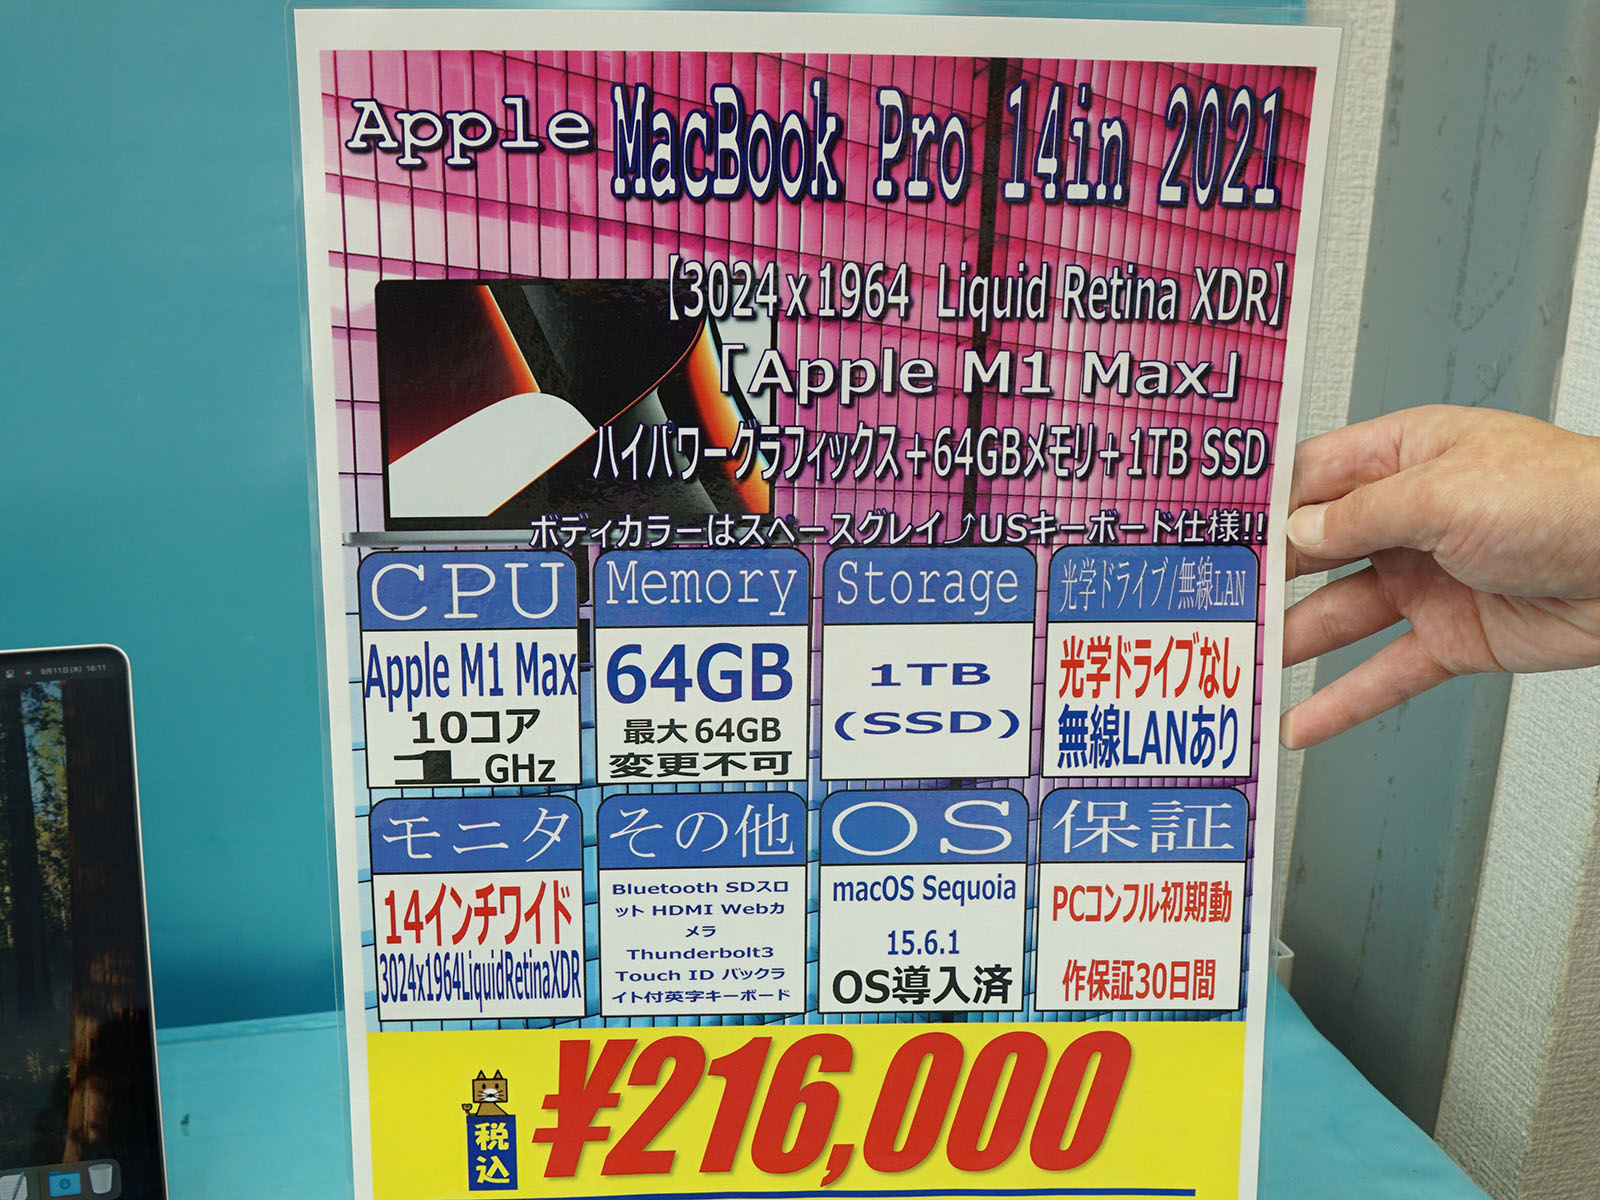 Apple MacBook Pro 14in 2021
【3024x1964 Liquid Retina XDR】
「Apple M1 Max」
ハイパワーグラフィックス+64GBメモリ+1TB SSD
ボディカラーはスペースグレイ⤴USキーボード仕様!!
CPU
Apple M1 Max
10コア
1GHz
Memory
64GB
最大64GB
変更不可
Storage
1TB
(SSD)
光学ドライブ/無線LAN
光学ドライブなし
無線LANあり
モニタ
14インチワイド
3024x1964LiquidRetinaXDR
その他
Bluetooth SDスロ
ット HDMI Webカ
メラ
Thunderbolt3
Touch ID バックラ
イト付英字キーボード
OS
macOS Sequoia
15.6.1
OS導入済
保証
PCコンフル初期動
作保証30日間
税込
¥216,000
9月11日(木) 16:11